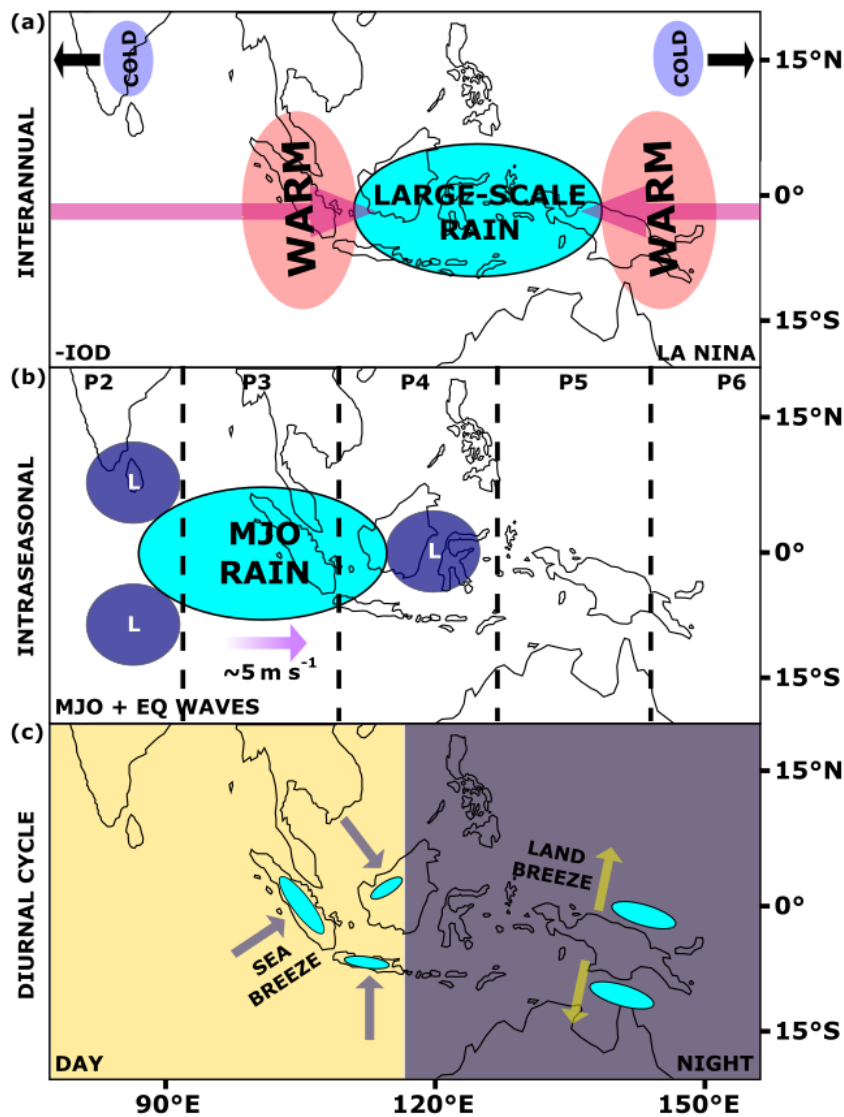 (a)
COLD
COLD
15°N
INTERANNUAL
WARM
LARGE-SCALE
RAIN
WARM
0°
15°S
-IOD
LA NINA
(b)
P2
P3
P4
P5
P6
15°N
INTRASEASONAL
L
MJO
RAIN
L
0°
L
~5 m s⁻¹
15°S
MJO + EQ WAVES
(c)
15°N
DIURNAL CYCLE
LAND
BREEZE
0°
SEA
BREEZE
15°S
DAY
NIGHT
90°E
120°E
150°E